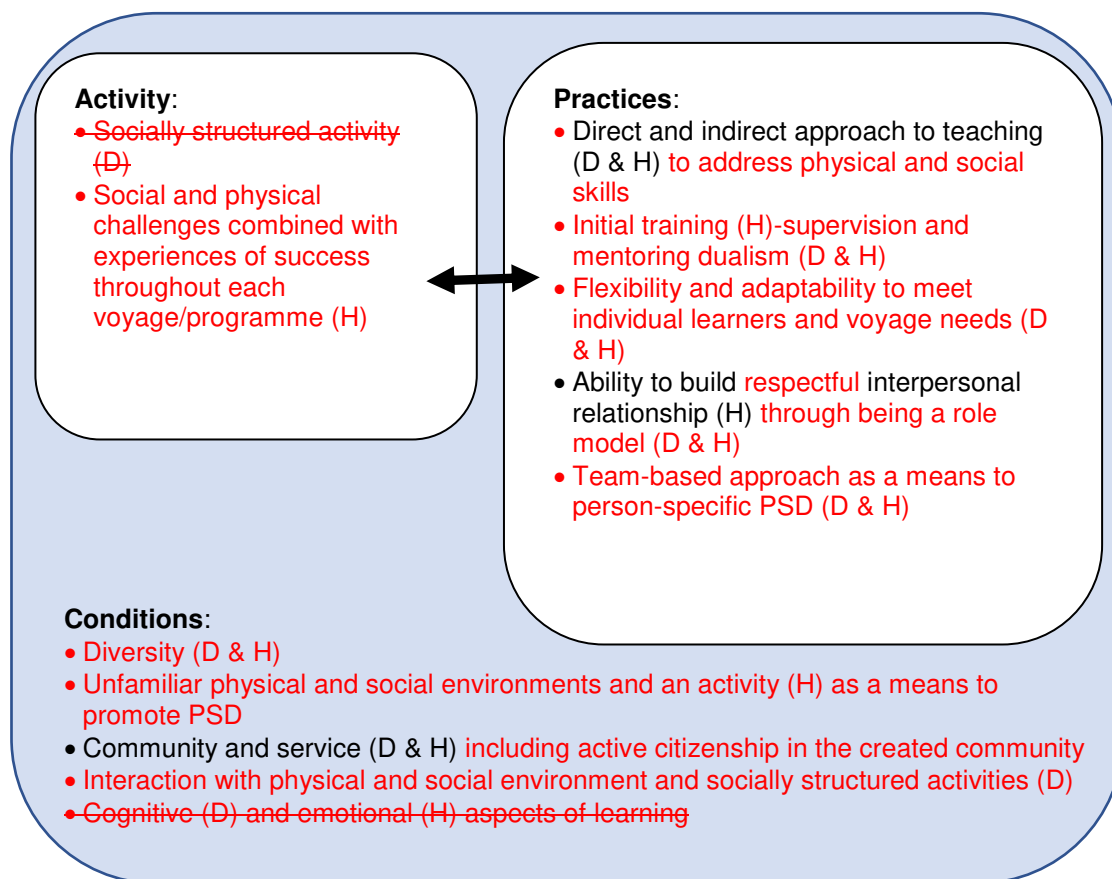 Activity:
• Socially structured activity
(D)
• Social and physical
challenges combined with
experiences of success
throughout each
voyage/programme (H)
Practices:
• Direct and indirect approach to teaching
(D & H) to address physical and social
skills
• Initial training (H)-supervision and
mentoring dualism (D & H)
• Flexibility and adaptability to meet
individual learners and voyage needs (D
& H)
• Ability to build respectful interpersonal
relationship (H) through being a role
model (D & H)
• Team-based approach as a means to
person-specific PSD (D & H)
Conditions:
• Diversity (D & H)
• Unfamiliar physical and social environments and an activity (H) as a means to
promote PSD
• Community and service (D & H) including active citizenship in the created community
• Interaction with physical and social environment and socially structured activities (D)
• Cognitive (D) and emotional (H) aspects of learning